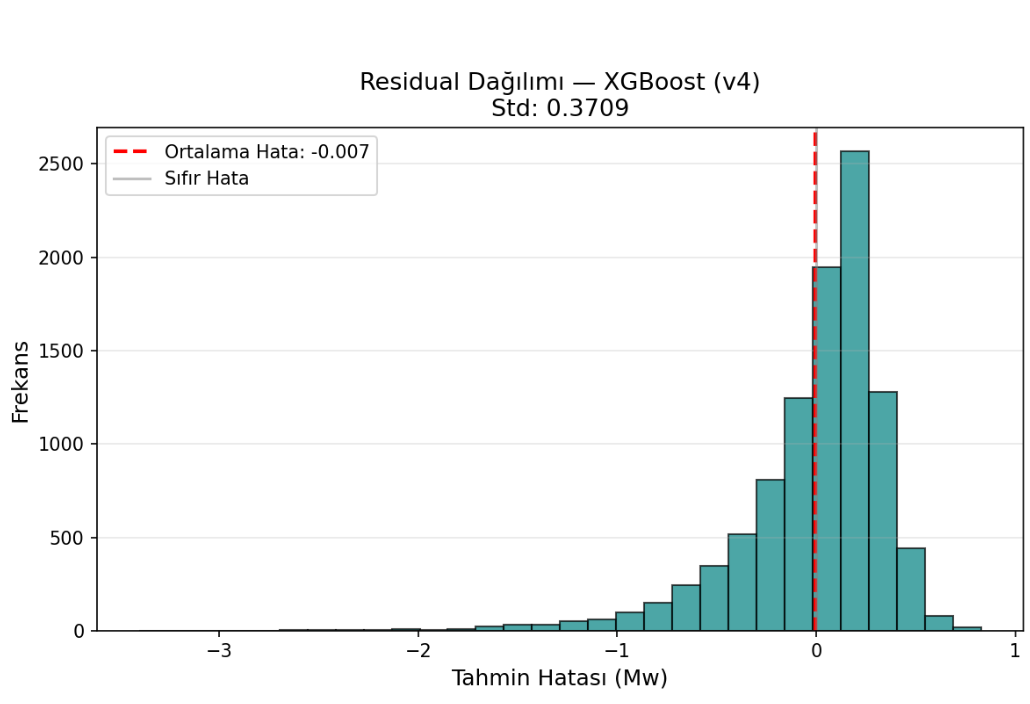 Residual Dağılımı — XGBoost (v4)
Std: 0.3709
Ortalama Hata: -0.007
Sıfır Hata
2500
2000
1500
1000
500
0
Frekans
−3
−2
−1
0
1
Tahmin Hatası (Mw)